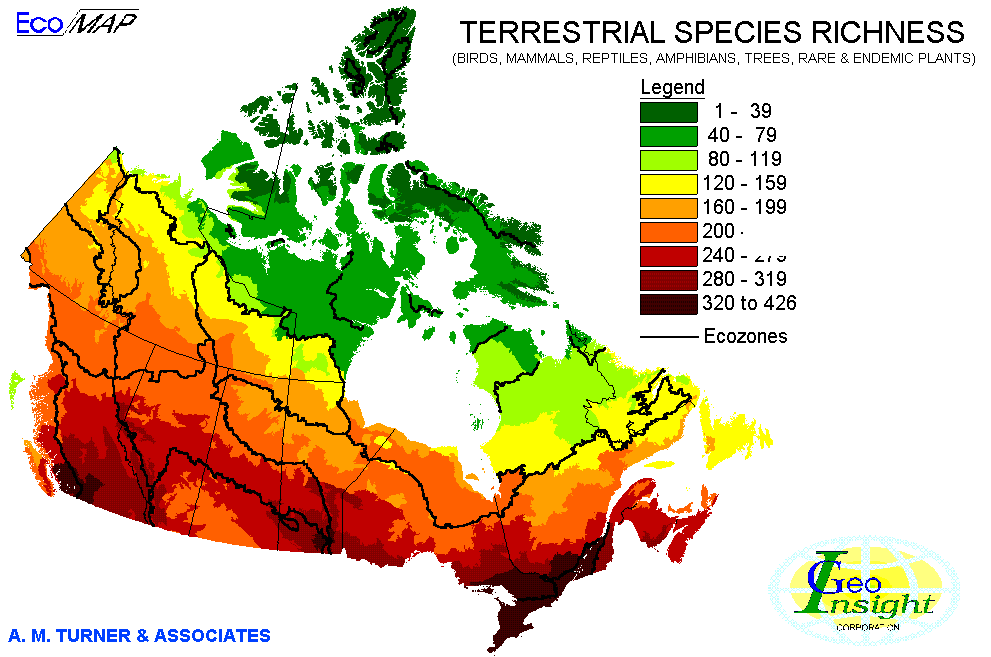 Eco/MAP
TERRESTRIAL SPECIES RICHNESS
(BIRDS, MAMMALS, REPTILES, AMPHIBIANS, TREES, RARE & ENDEMIC PLANTS)
Legend
1 - 39
40 - 79
80 - 119
120 - 159
160 - 199
200 -
240 -
280 - 319
320 to 426
Ecozones
Geo
Insight
CORPORATION
A. M. TURNER & ASSOCIATES